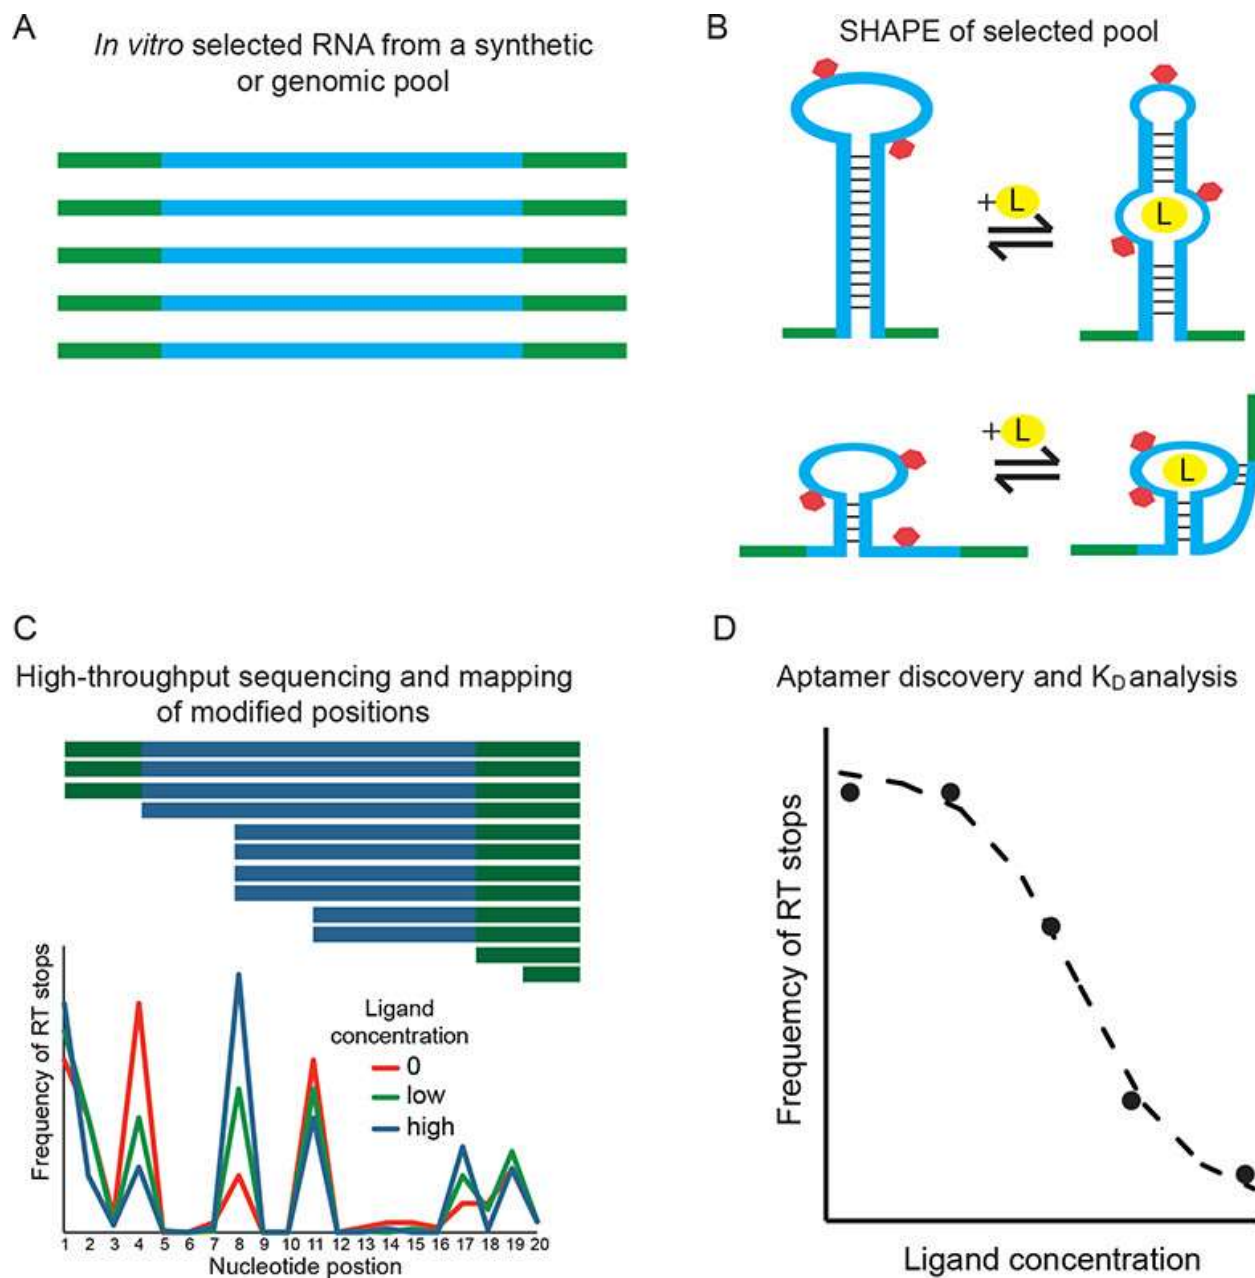 A
In vitro selected RNA from a synthetic
or genomic pool
B
SHAPE of selected pool
+ L
L
+ L
L
C
High-throughput sequencing and mapping
of modified positions
Frequency of RT stops
Ligand
concentration
0
low
high
1 2 3 4 5 6 7 8 9 10 11 12 13 14 15 16 17 18 19 20
Nucleotide postion
D
Aptamer discovery and KD analysis
Frequemcy of RT stops
Ligand concentration